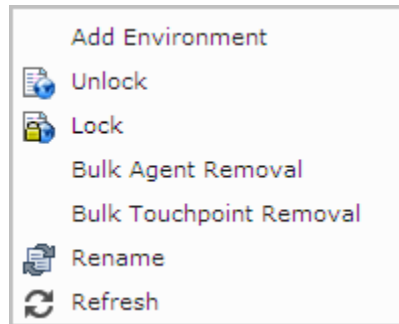 Add Environment
Unlock
Lock
Bulk Agent Removal
Bulk Touchpoint Removal
Rename
Refresh